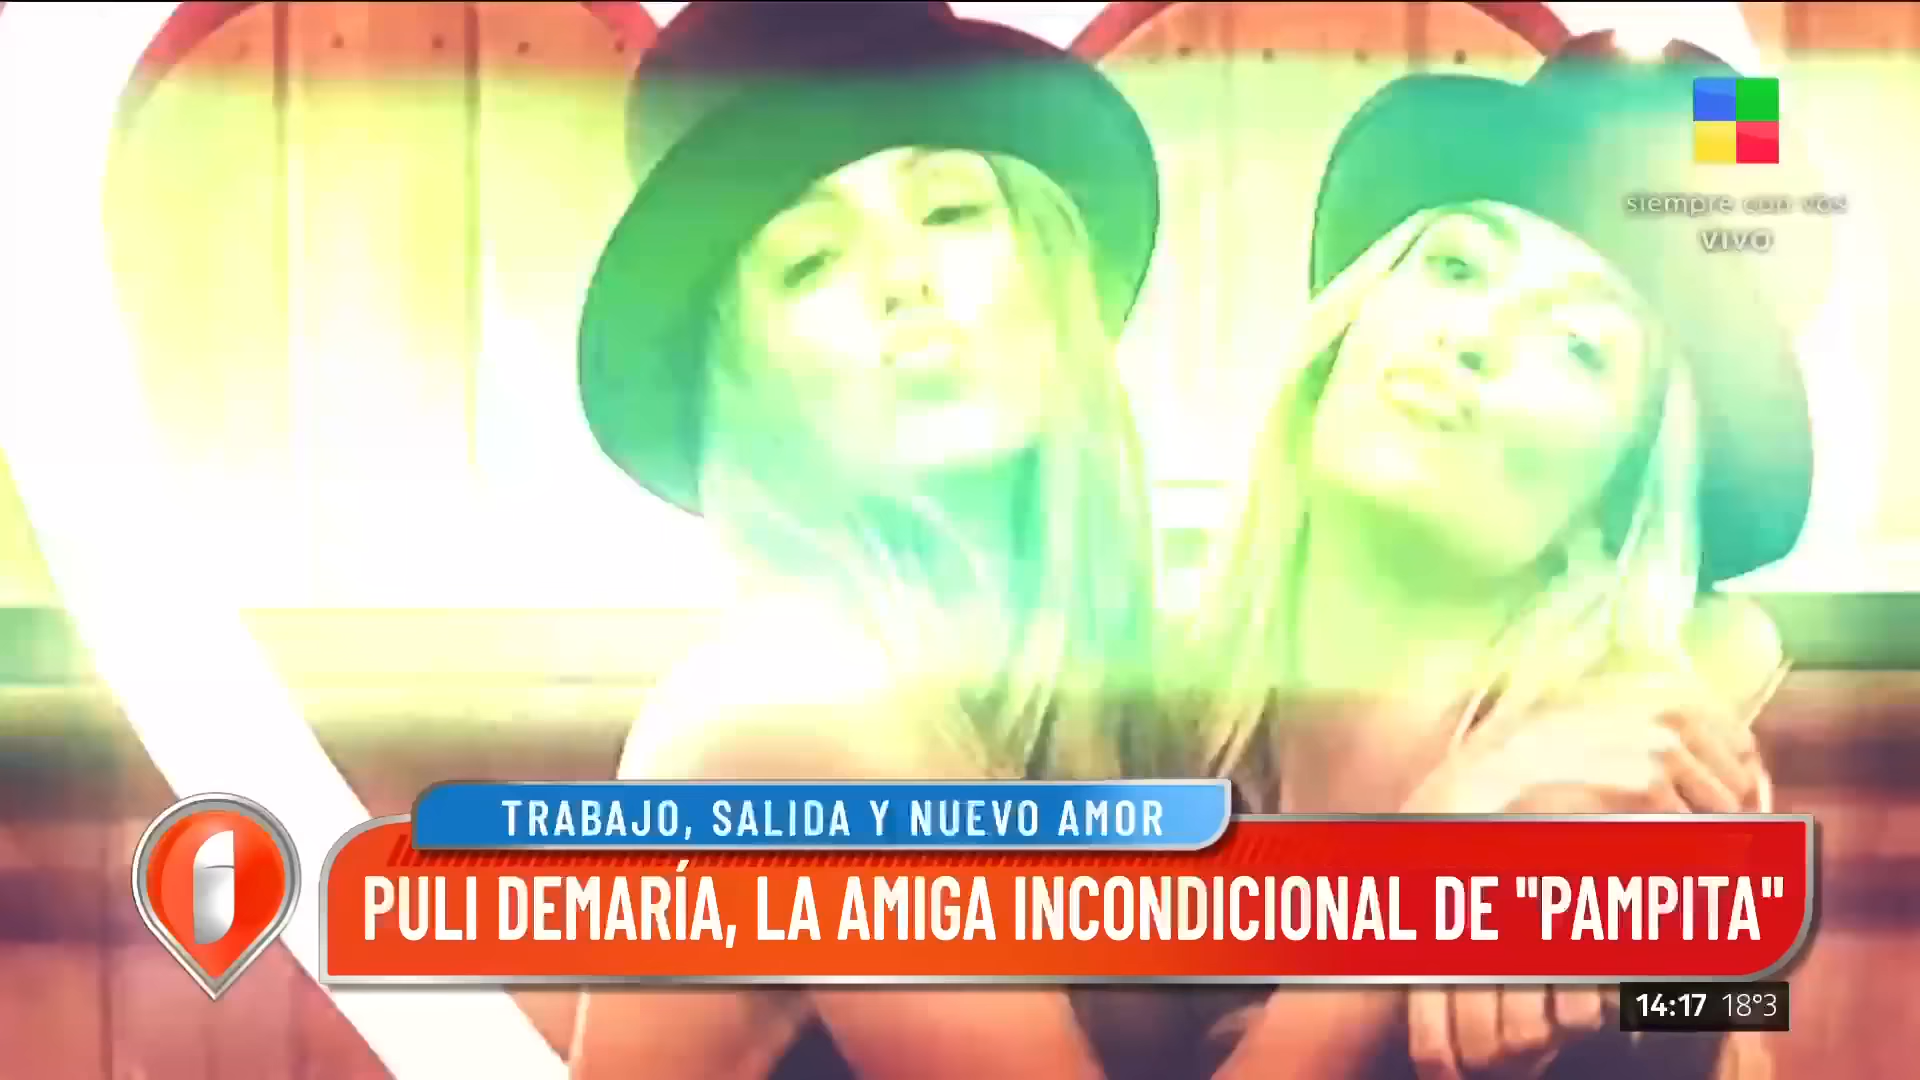 siempre con vos
VIVO
TRABAJO, SALIDA Y NUEVO AMOR
PULI DEMARÍA, LA AMIGA INCONDICIONAL DE "PAMPITA"
14:17 18°3